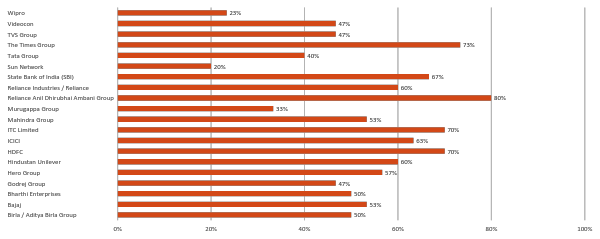 Wipro 23%
Videocon 47%
TVS Group 47%
The Times Group 73%
Tata Group 40%
Sun Network 20%
State Bank of India (SBI) 67%
Reliance Industries / Reliance 60%
Reliance Anil Dhirubhai Ambani Group 80%
Murugappa Group 33%
Mahindra Group 53%
ITC Limited 70%
ICICI 63%
HDFC 70%
Hindustan Unilever 60%
Hero Group 57%
Godrej Group 47%
Bharthi Enterprises 50%
Bajaj 53%
Birla / Aditya Birla Group 50%
0% 20% 40% 60% 80% 100%